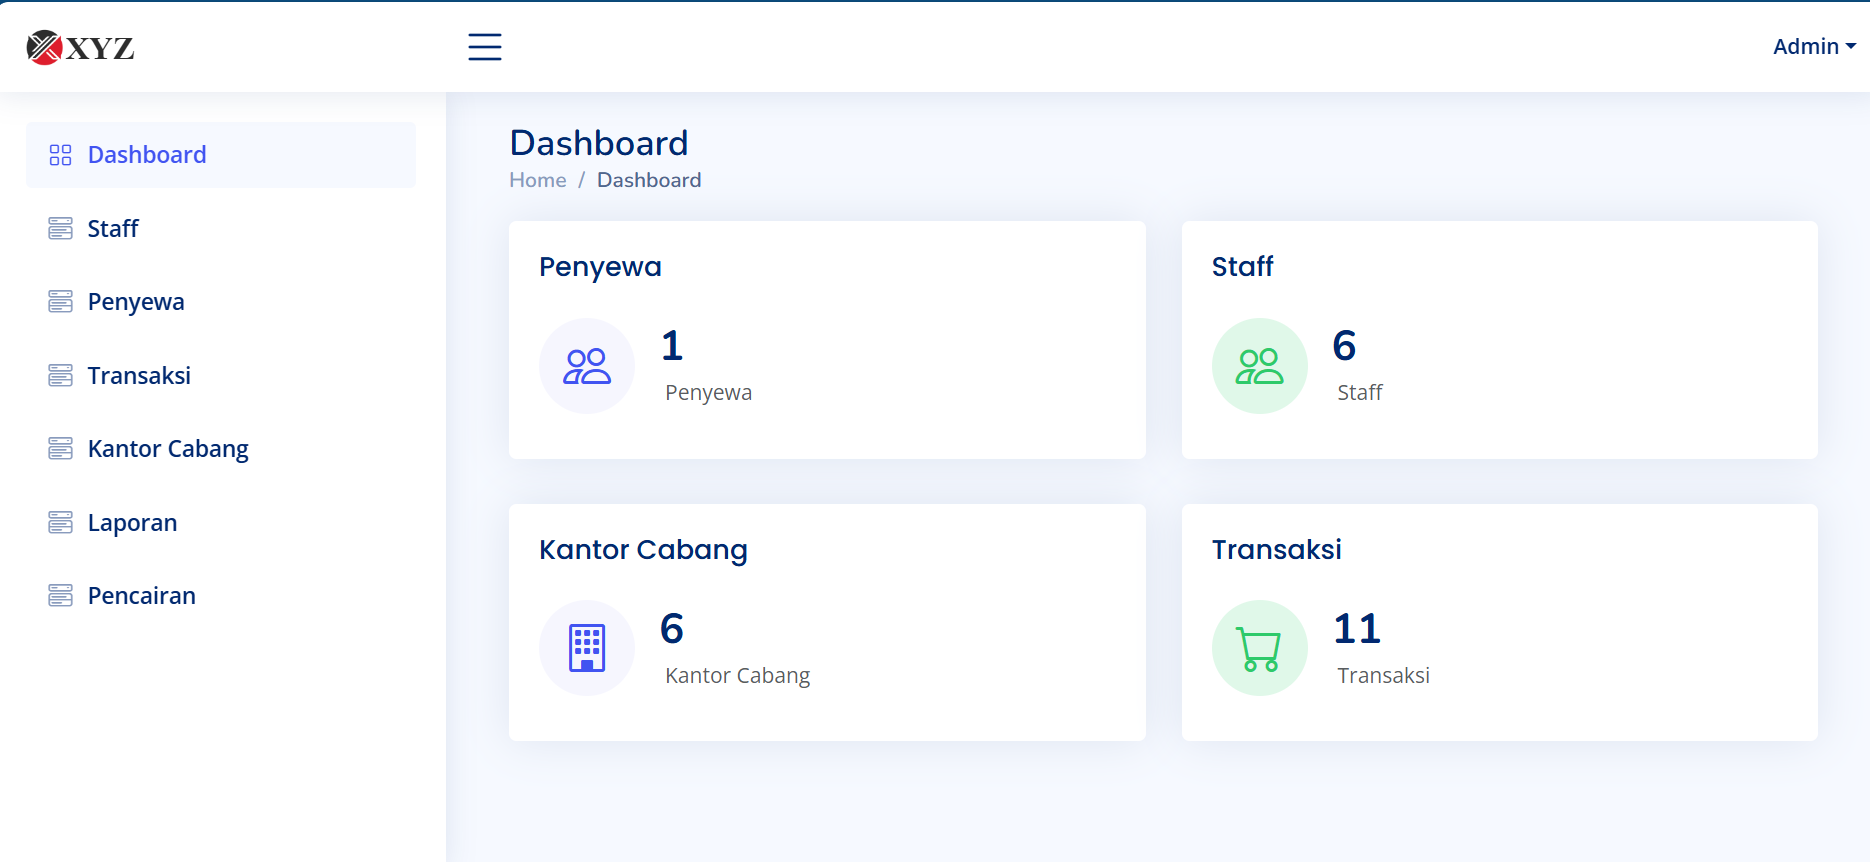 XYZ
Admin
Dashboard
Staff
Penyewa
Transaksi
Kantor Cabang
Laporan
Pencairan
Dashboard
Home / Dashboard
Penyewa
1
Penyewa
Staff
6
Staff
Kantor Cabang
6
Kantor Cabang
Transaksi
11
Transaksi